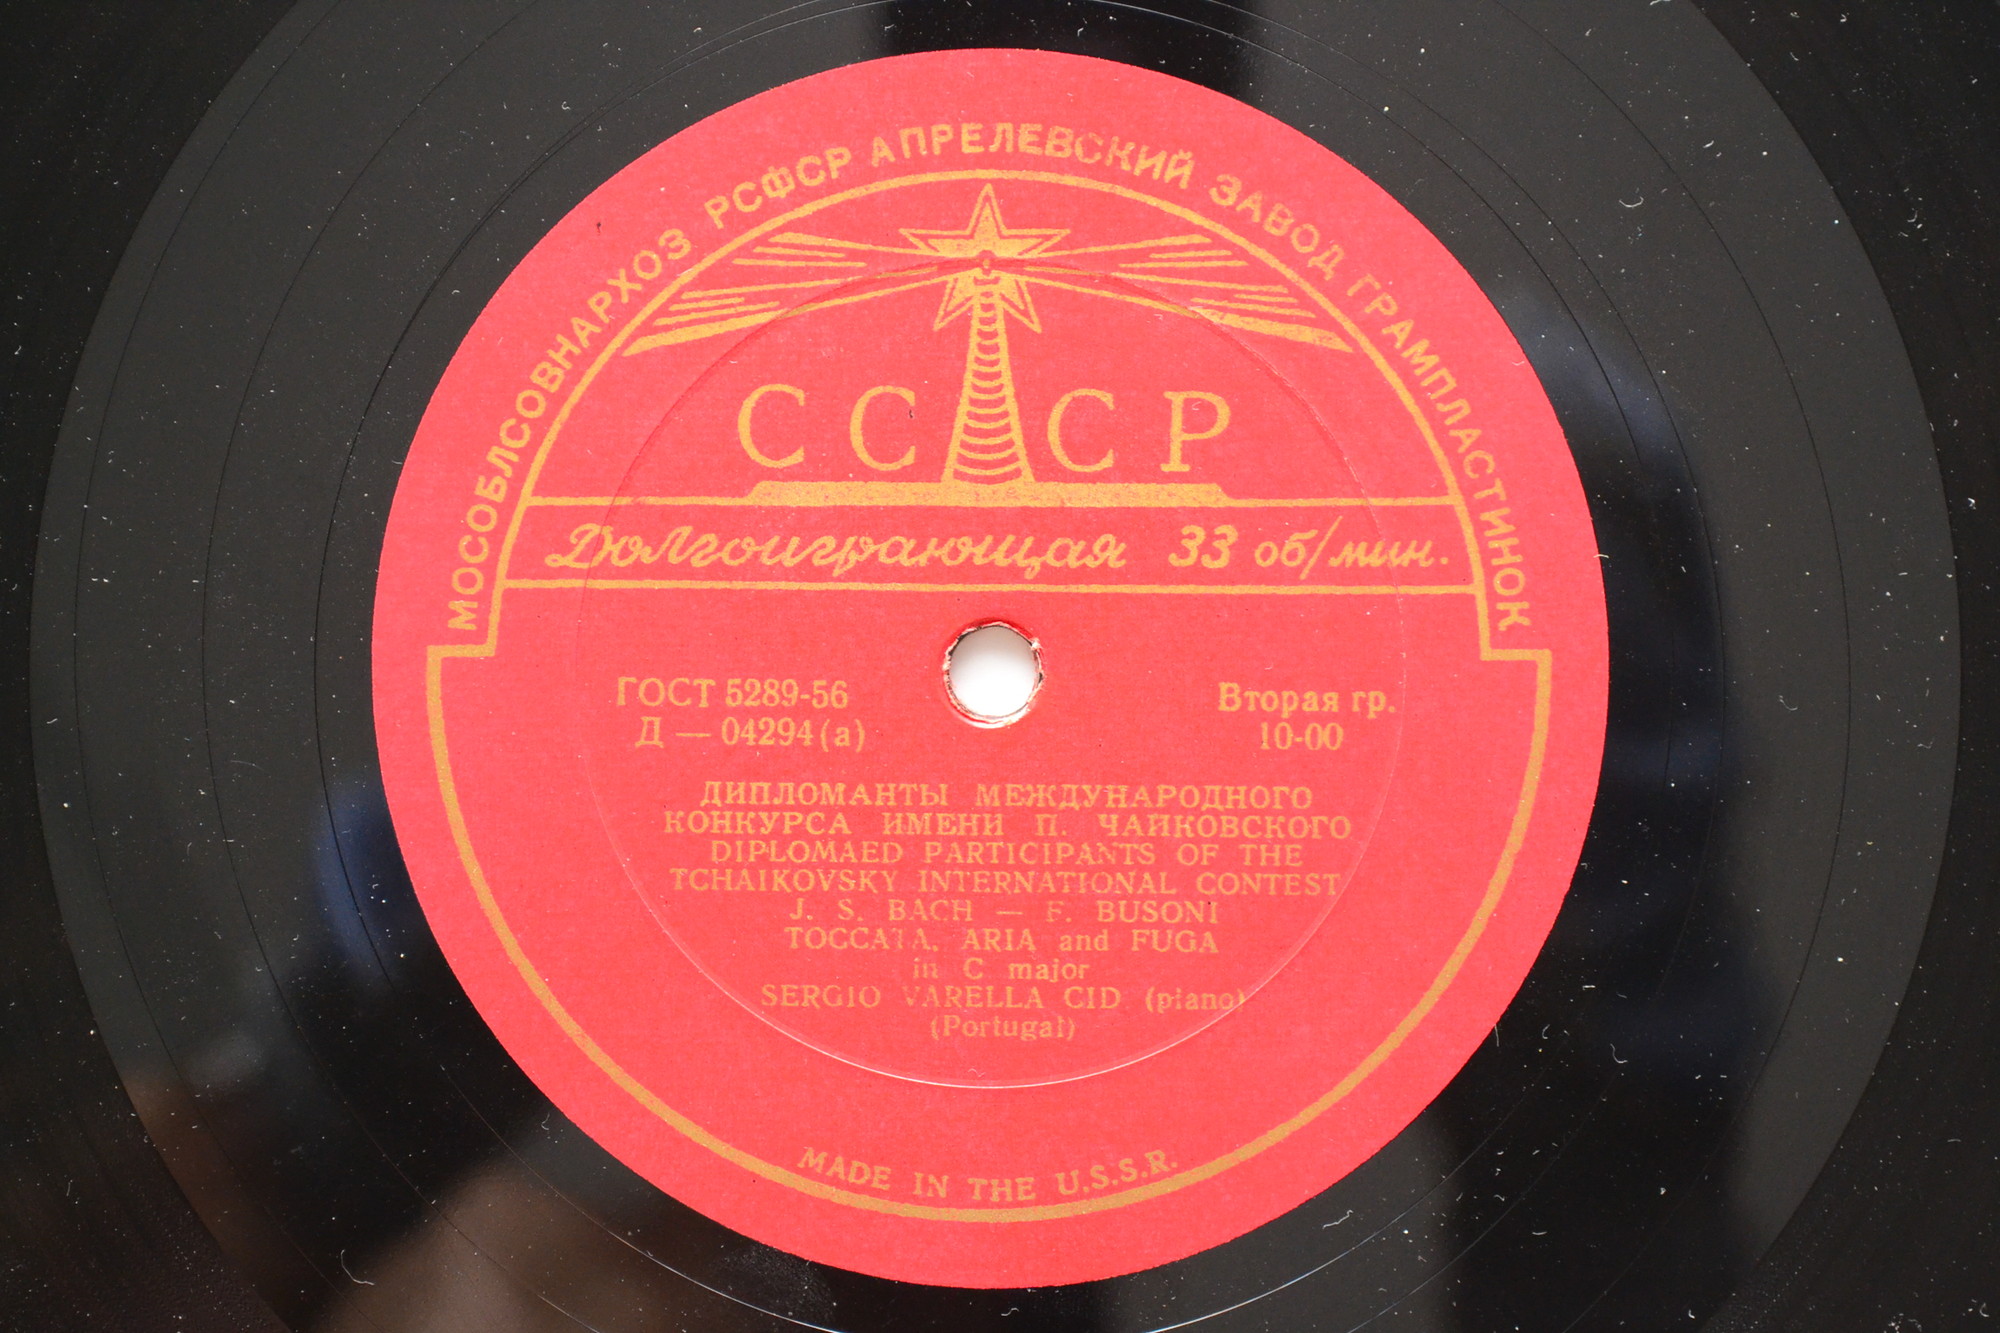 МОСОБЛСОВНАРХОЗ РСФСР АПРЕЛЕВСКИЙ ЗАВОД ГРАМПЛАСТИНОК
СССР
Долгоиграющая 33 об/мин.
ГОСТ 5289-56
Д — 04294(а)
Вторая гр.
10-00
ДИПЛОМАНТЫ МЕЖДУНАРОДНОГО
КОНКУРСА ИМЕНИ П. ЧАЙКОВСКОГО
DIPLOMAED PARTICIPANTS OF THE
TCHAIKOVSKY INTERNATIONAL CONTEST
J. S. BACH — F. BUSONI
TOCCATA, ARIA and FUGA
in C major
SERGIO VARELLA CID (piano)
(Portugal)
MADE IN THE U.S.S.R.